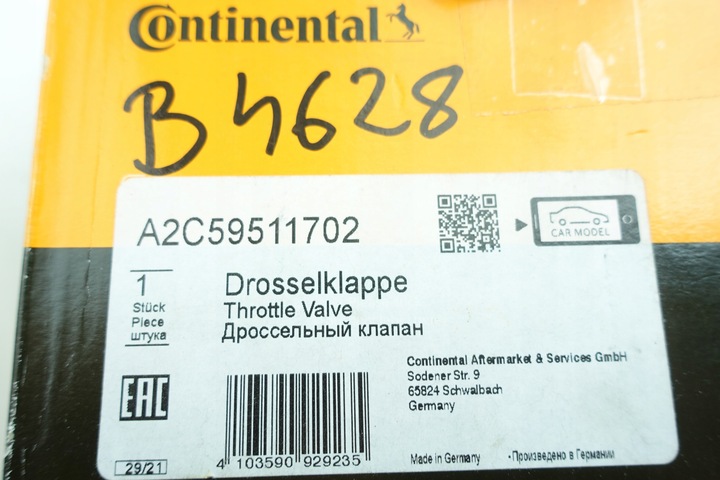 Continental
B 4628
A2C59511702
CAR MODEL
1
Stück
Piece
штука
Drosselklappe
Throttle Valve
Дроссельный клапан
Continental Aftermarket & Services GmbH
Sodener Str. 9
65824 Schwalbach
Germany
EAC
29/21
4 103590 929235
Made in Germany
•Произведено в Германии